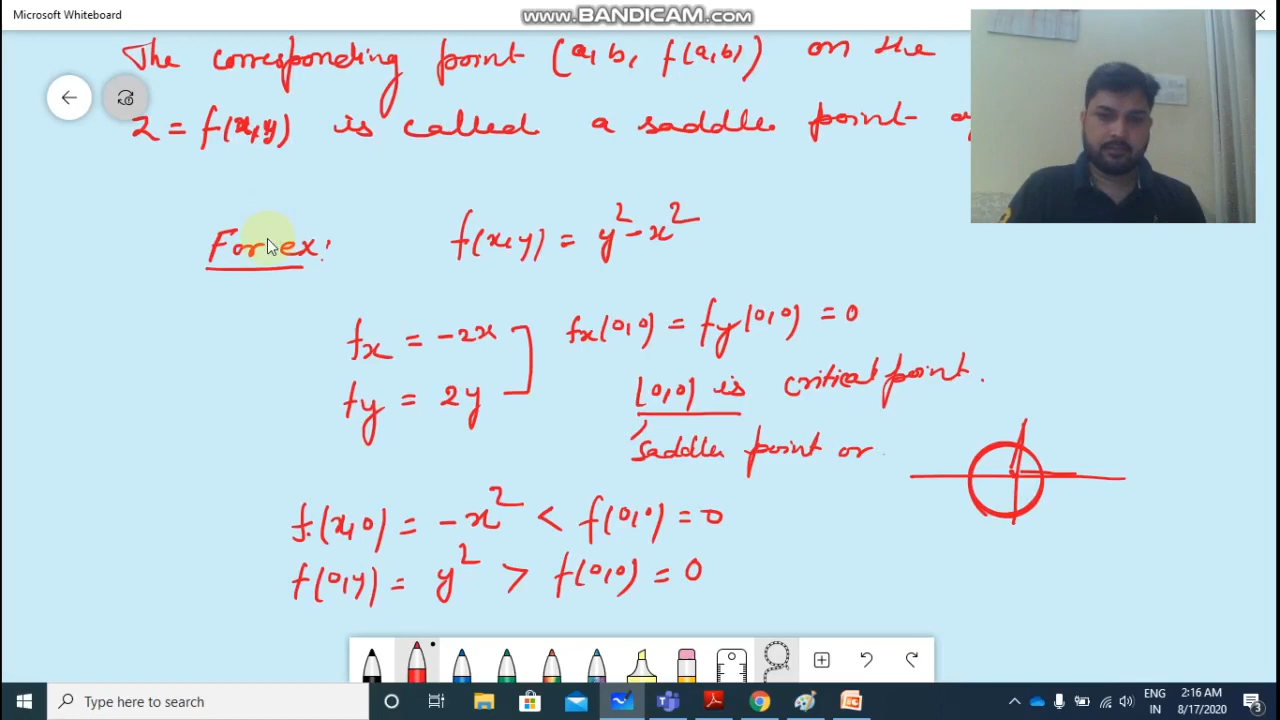 Microsoft Whiteboard
www.BANDICAM.com
The corresponding point (a,b, f(a,b)) on the
z = f(x,y) is called a saddle point
For ex:
f(x,y) = y² - x²
fx = -2x
fy = 2y
fx(0,0) = fy(0,0) = 0
(0,0) is critical point.
saddle point or
f(x,0) = -x² < f(0,0) = 0
f(0,y) = y² > f(0,0) = 0
Type here to search
ENG
IN
2:16 AM
8/17/2020
3